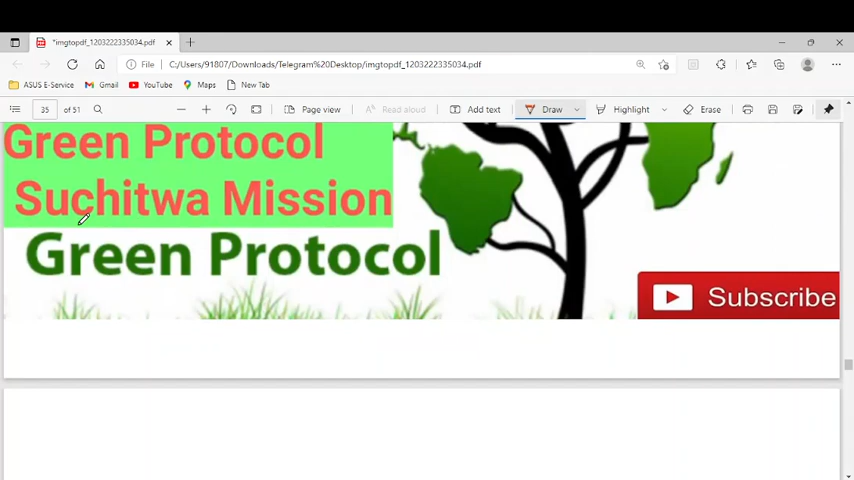 *imgtopdf_1203222335034.pdf
File C:/Users/91807/Downloads/Telegram%20Desktop/imgtopdf_1203222335034.pdf
ASUS E-Service Gmail YouTube Maps New Tab
35 of 51 Page view Read aloud Add text Draw Highlight Erase
Green Protocol
Suchitwa Mission
Green Protocol
Subscribe